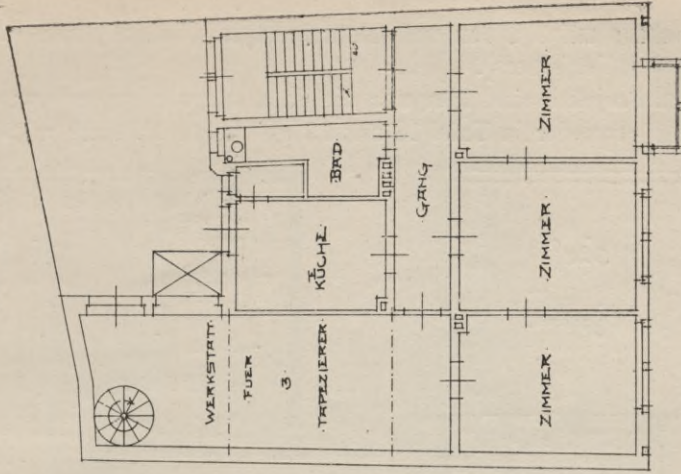 WERKSTATT.
FUER
3
TAPEZIERER.
KÜCHE.
BAD.
GANG.
ZIMMER.
ZIMMER.
ZIMMER.